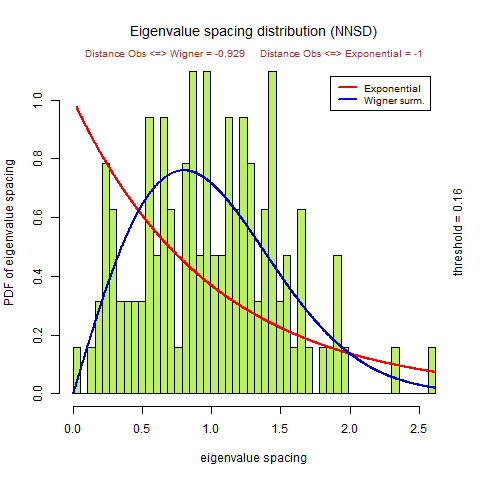 Eigenvalue spacing distribution (NNSD)
Distance Obs <=> Wigner = -0.929 Distance Obs <=> Exponential = -1
Exponential
Wigner surm.
PDF of eigenvalue spacing
1.0
0.8
0.6
0.4
0.2
0.0
threshold = 0.16
0.0 0.5 1.0 1.5 2.0 2.5
eigenvalue spacing